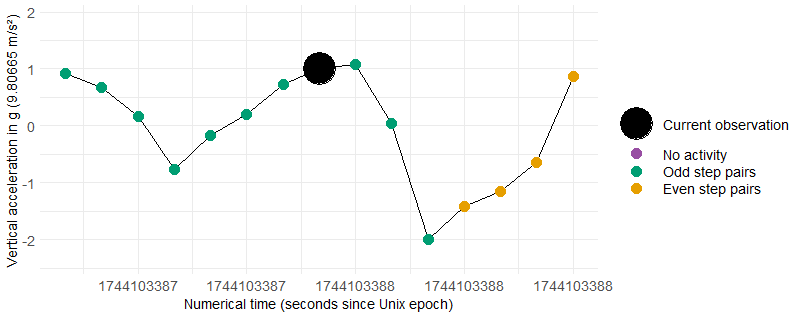 Vertical acceleration in g (9.80665 m/s²)
2
1
0
-1
-2
1744103387
1744103387
1744103388
1744103388
1744103388
Numerical time (seconds since Unix epoch)
Current observation
No activity
Odd step pairs
Even step pairs